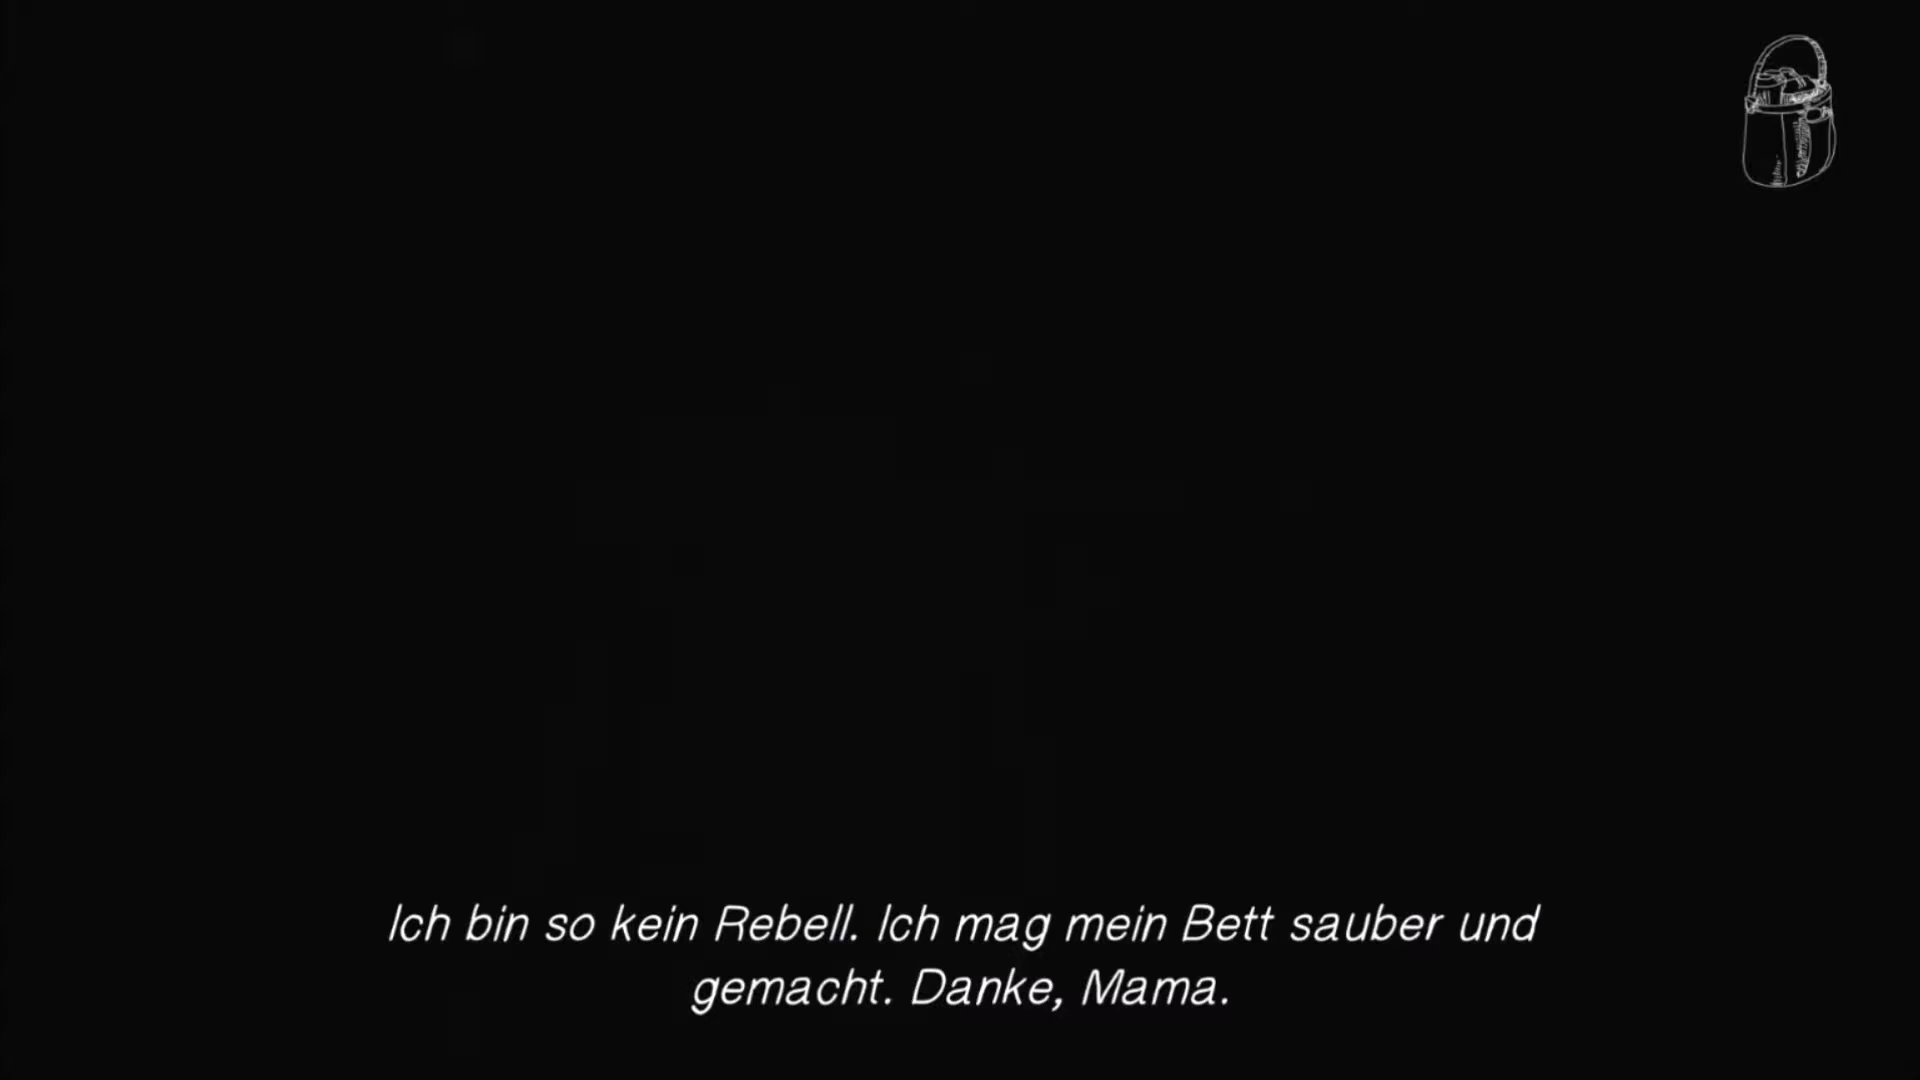 Ich bin so kein Rebell. Ich mag mein Bett sauber und
gemacht. Danke, Mama.